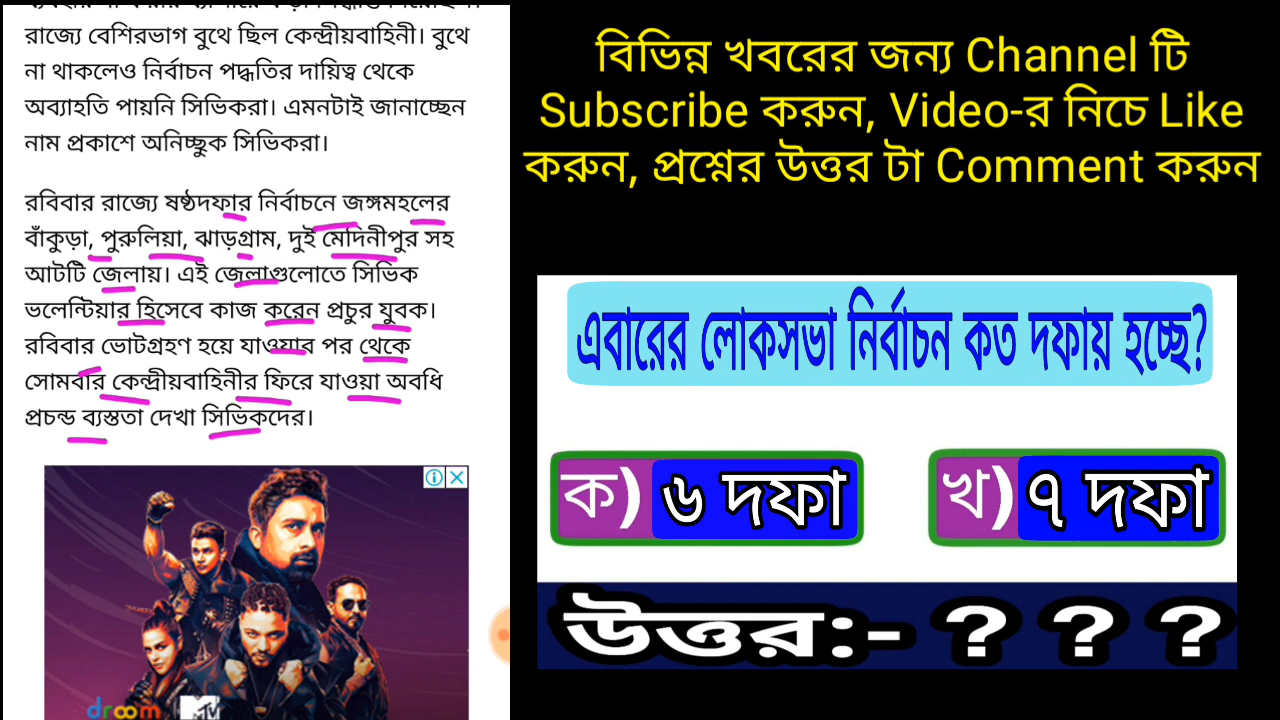 রাজ্যে বেশিরভাগ বুথে ছিল কেন্দ্রীয়বাহিনী। বুথে
না থাকলেও নির্বাচন পদ্ধতির দায়িত্ব থেকে
অব্যাহতি পায়নি সিভিকরা। এমনটাই জানাচ্ছেন
নাম প্রকাশে অনিচ্ছুক সিভিকরা।
রবিবার রাজ্যে ষষ্ঠদফার নির্বাচনে জঙ্গমহলের
বাঁকুড়া, পুরুলিয়া, ঝাড়গ্রাম, দুই মেদিনীপুর সহ
আটটি জেলায়। এই জেলাগুলোতে সিভিক
ভলেন্টিয়ার হিসেবে কাজ করেন প্রচুর যুবক।
রবিবার ভোটগ্রহণ হয়ে যাওয়ার পর থেকে
সোমবার কেন্দ্রীয়বাহিনীর ফিরে যাওয়া অবধি
প্রচন্ড ব্যস্ততা দেখা সিভিকদের।
droom
MTV
বিভিন্ন খবরের জন্য Channel টি
Subscribe করুন, Video-র নিচে Like
করুন, প্রশ্নের উত্তর টা Comment করুন
এবারের লোকসভা নির্বাচন কত দফায় হচ্ছে?
ক) ৬ দফা
খ) ৭ দফা
উত্তর:- ? ? ?